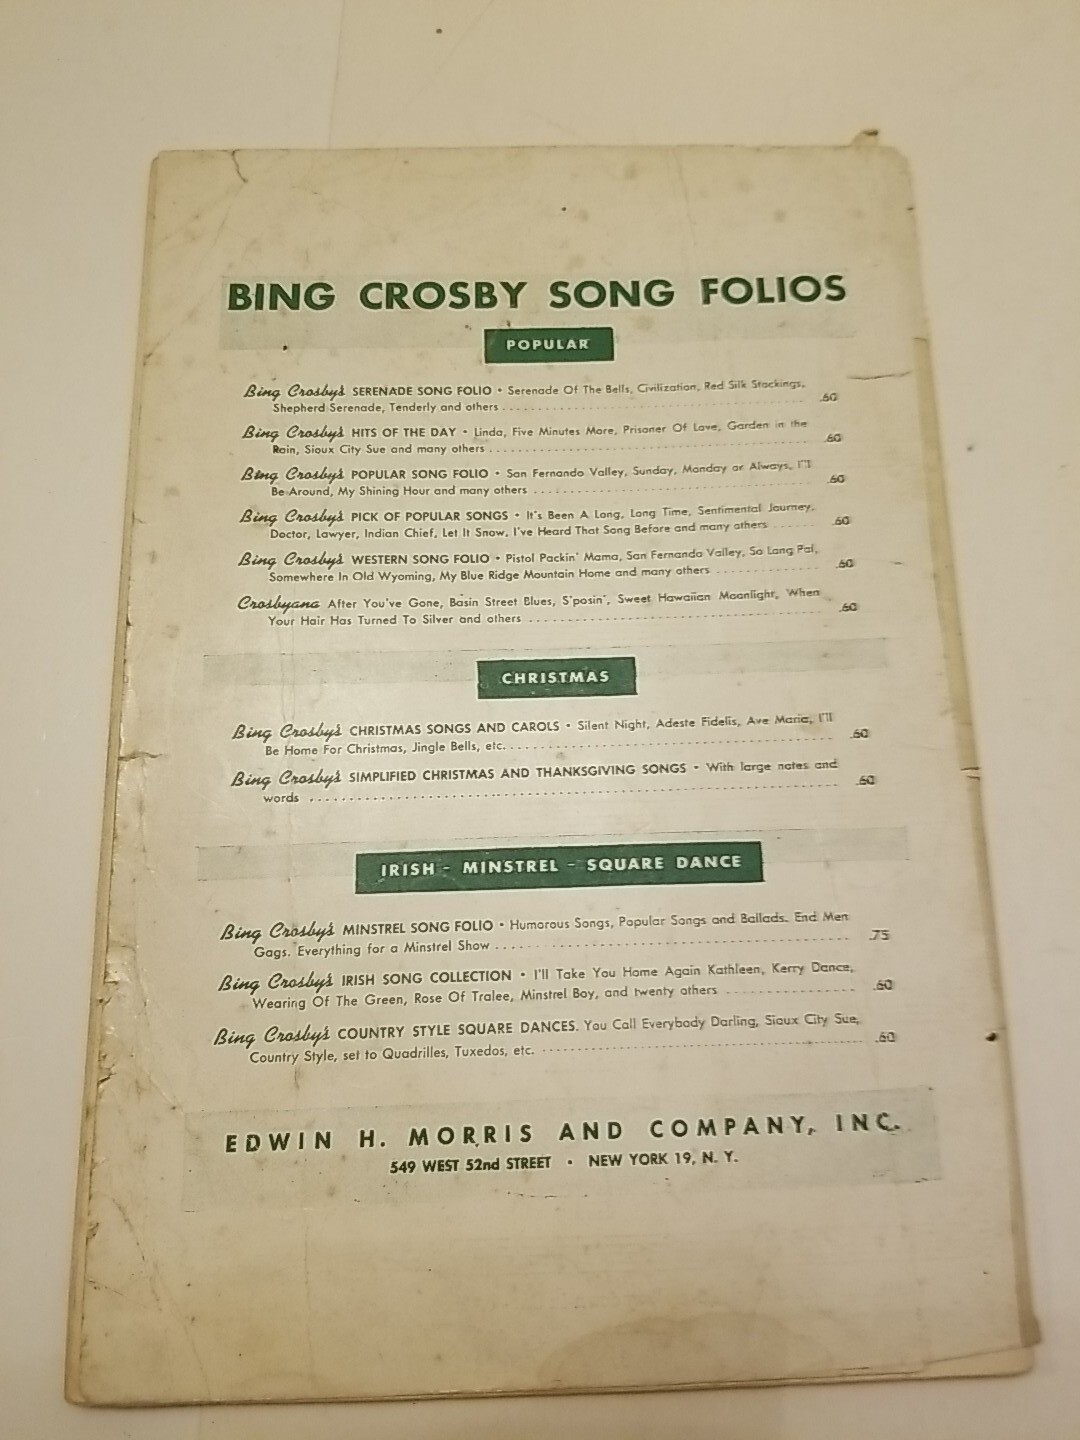 BING CROSBY SONG FOLIOS
POPULAR
Bing Crosby's SERENADE SONG FOLIO • Serenade Of The Bells, Civilization, Red Silk Stockings,
Shepherd Serenade, Tenderly and others . . . . . . . . . . . . . . . . . . . . .60
Bing Crosby's HITS OF THE DAY • Linda, Five Minutes More, Prisoner Of Love, Garden in the
Rain, Sioux City Sue and many others . . . . . . . . . . . . . . . . . . . . .60
Bing Crosby's POPULAR SONG FOLIO • San Fernando Valley, Sunday, Monday or Always, I'll
Be Around, My Shining Hour and many others . . . . . . . . . . . . . . . . . . . . .60
Bing Crosby's PICK OF POPULAR SONGS • It's Been A Long, Long Time, Sentimental Journey,
Doctor, Lawyer, Indian Chief, Let It Snow, I've Heard That Song Before and many others . . . . . . .60
Bing Crosby's WESTERN SONG FOLIO • Pistol Packin' Mama, San Fernando Valley, So Long Pal,
Somewhere In Old Wyoming, My Blue Ridge Mountain Home and many others . . . . . . . . . . . .60
Crosbyana After You've Gone, Basin Street Blues, S'posin', Sweet Hawaiian Moonlight, When
Your Hair Has Turned To Silver and others . . . . . . . . . . . . . . . . . . . . .60
CHRISTMAS
Bing Crosby's CHRISTMAS SONGS AND CAROLS • Silent Night, Adeste Fidelis, Ave Maria, I'll
Be Home For Christmas, Jingle Bells, etc. . . . . . . . . . . . . . . . . . . . . .60
Bing Crosby's SIMPLIFIED CHRISTMAS AND THANKSGIVING SONGS • With large notes and
words . . . . . . . . . . . . . . . . . . . . . . . . . . . . . . .60
IRISH - MINSTREL - SQUARE DANCE
Bing Crosby's MINSTREL SONG FOLIO • Humorous Songs, Popular Songs and Ballads. End Men
Gags. Everything for a Minstrel Show . . . . . . . . . . . . . . . . . . . . .75
Bing Crosby's IRISH SONG COLLECTION • I'll Take You Home Again Kathleen, Kerry Dance,
Wearing Of The Green, Rose Of Tralee, Minstrel Boy, and twenty others . . . . . . . . . . . . .60
Bing Crosby's COUNTRY STYLE SQUARE DANCES. You Call Everybody Darling, Sioux City Sue,
Country Style, set to Quadrilles, Tuxedos, etc. . . . . . . . . . . . . . . . . . . . . .60
EDWIN H. MORRIS AND COMPANY, INC.
549 WEST 52nd STREET • NEW YORK 19, N. Y.